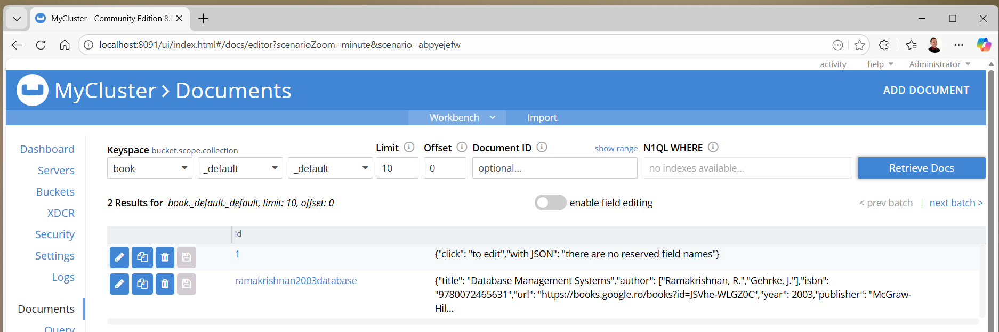 MyCluster - Community Edition 8.0
localhost:8091/ui/index.html#/docs/editor?scenarioZoom=minute&scenario=abpyejefw
activity help Administrator
MyCluster > Documents ADD DOCUMENT
Workbench Import
Dashboard
Servers
Buckets
XDCR
Security
Settings
Logs
Documents
Query
Keyspace bucket.scope.collection Limit Offset Document ID show range N1QL WHERE
book _default _default 10 0 optional... no indexes available... Retrieve Docs
2 Results for book._default._default, limit: 10, offset: 0 enable field editing < prev batch | next batch >
id
1 {"click": "to edit","with JSON": "there are no reserved field names"}
ramakrishnan2003database {"title": "Database Management Systems","author": ["Ramakrishnan, R.","Gehrke, J."],"isbn":
"9780072465631","url": "https://books.google.ro/books?id=JSVhe-WLGZ0C","year": 2003,"publisher": "McGraw-
Hil...